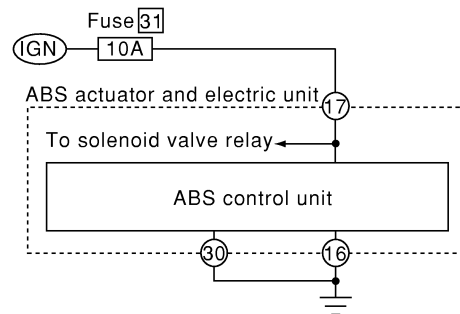 Fuse 31
IGN 10A
ABS actuator and electric unit 17
To solenoid valve relay
ABS control unit
30 16